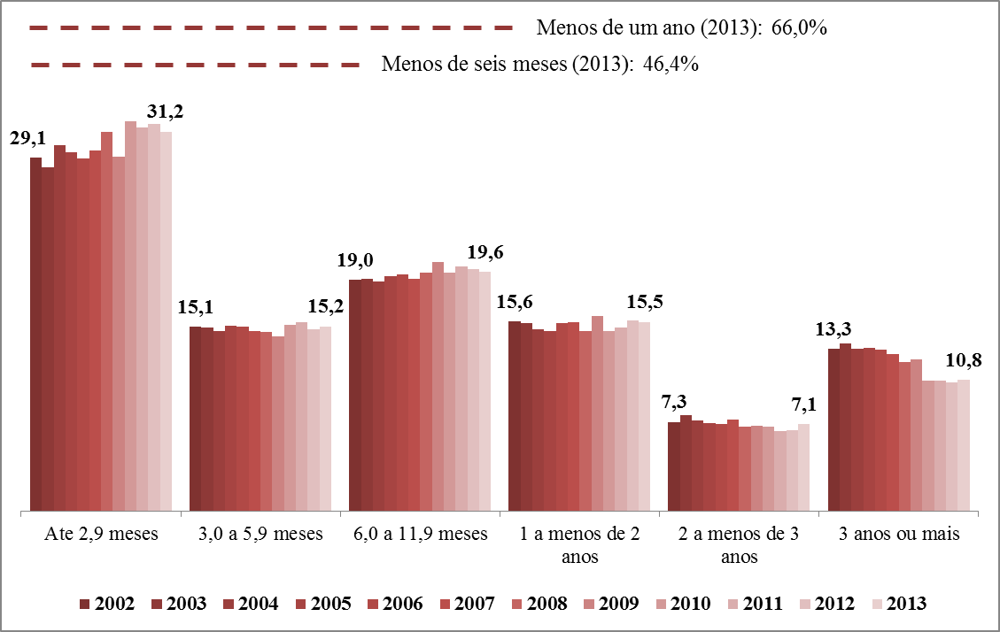 Menos de um ano (2013): 66,0%
Menos de seis meses (2013): 46,4%
29,1
31,2
15,1
15,2
19,0
19,6
15,6
15,5
7,3
7,1
13,3
10,8
Ate 2,9 meses
3,0 a 5,9 meses
6,0 a 11,9 meses
1 a menos de 2
anos
2 a menos de 3
anos
3 anos ou mais
2002 2003 2004 2005 2006 2007 2008 2009 2010 2011 2012 2013